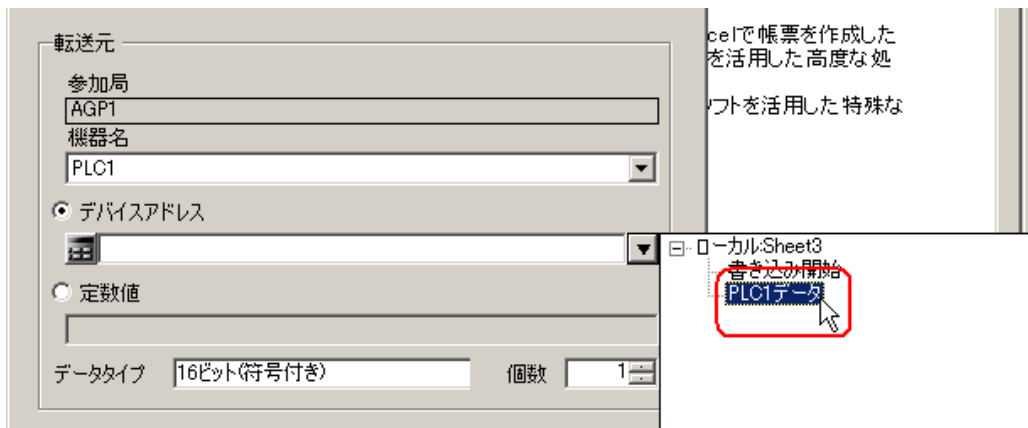 転送元
参加局
AGP1
機器名
PLC1
デバイスアドレス
定数値
データタイプ 16ビット(符号付き) 個数 1
celで帳票を作成した
を活用した高度な処
ソフトを活用した特殊な
ローカル:Sheet3
書き込み開始
PLC1データ